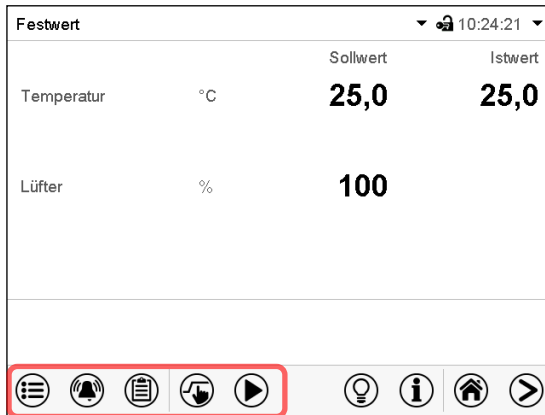 Festwert 10:24:21
Sollwert Istwert
Temperatur °C 25,0 25,0
Lüfter % 100